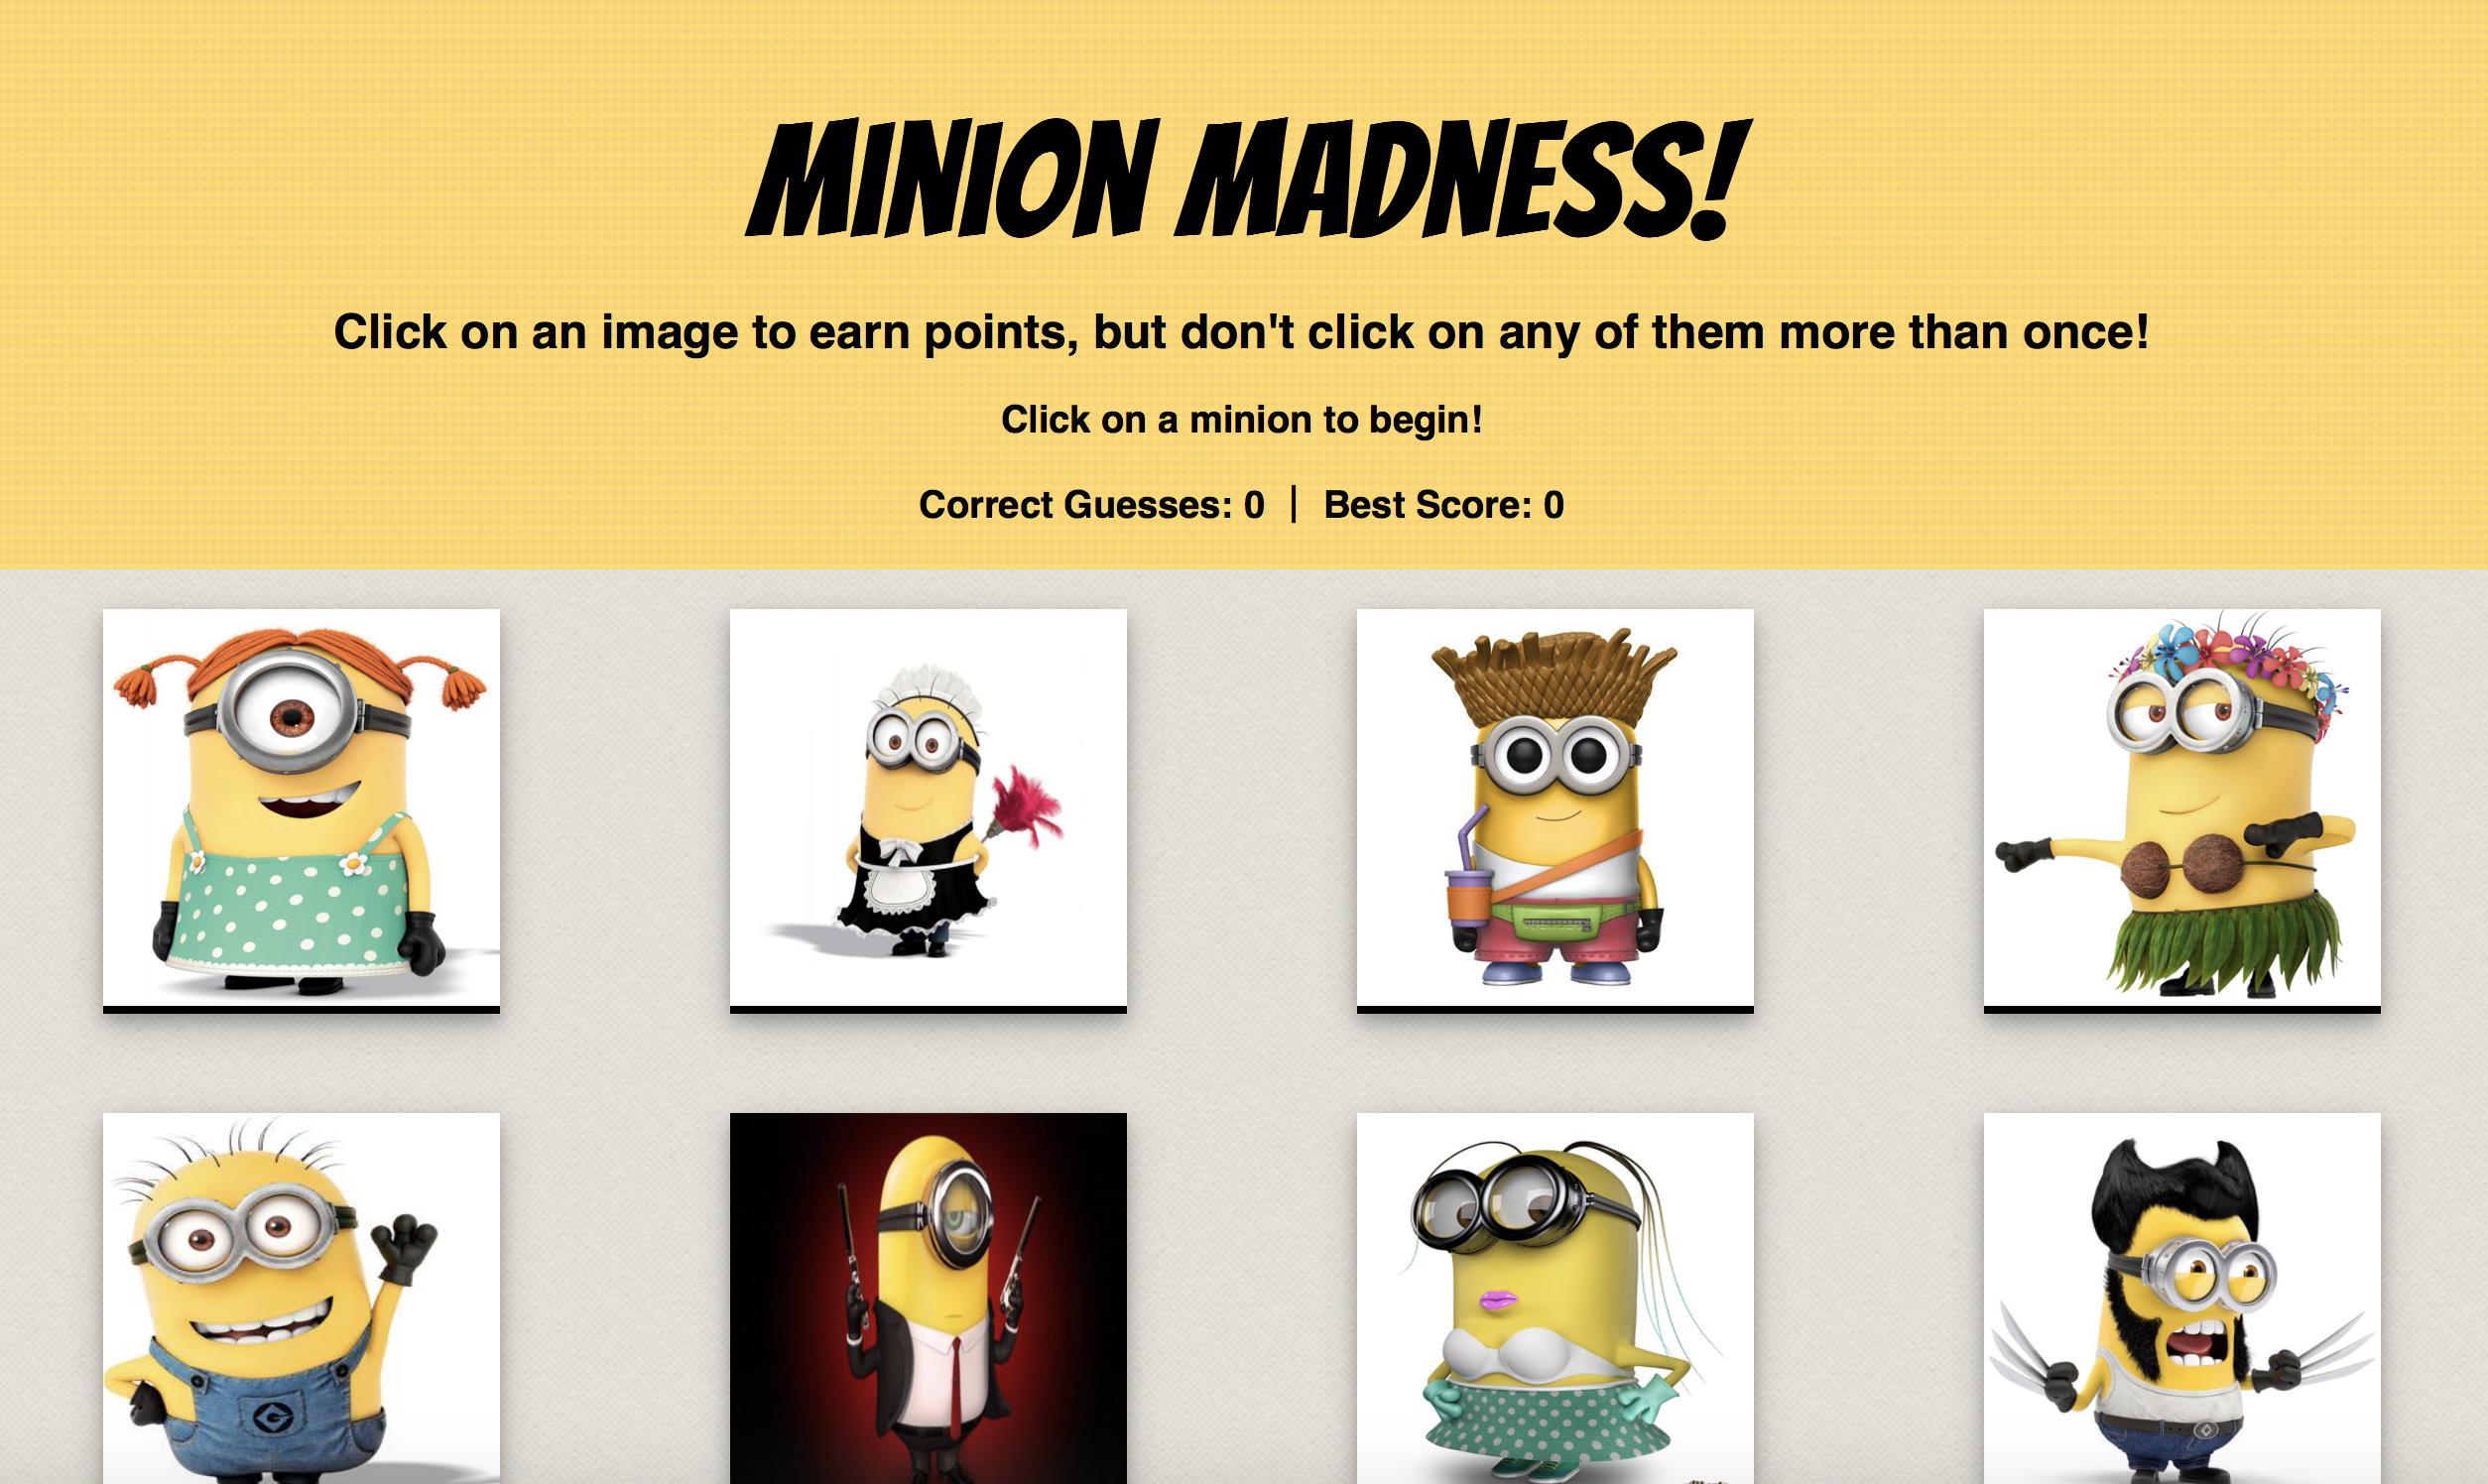 MINION MADNESS!
Click on an image to earn points, but don't click on any of them more than once!
Click on a minion to begin!
Correct Guesses: 0 | Best Score: 0